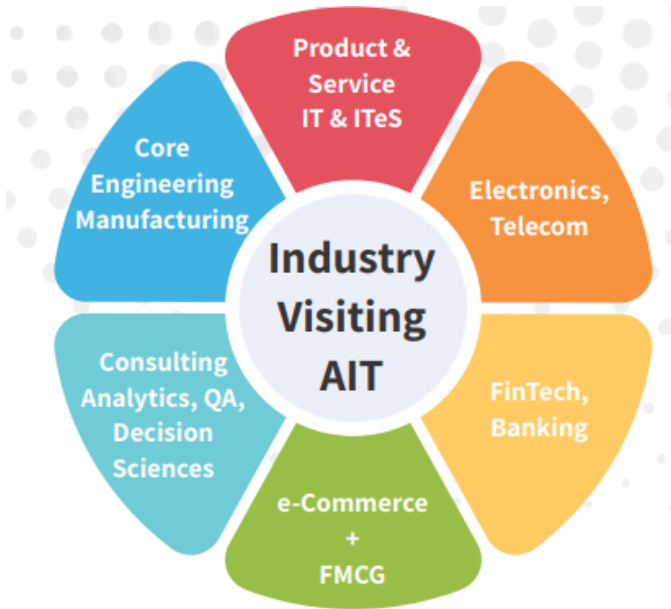 Product &
Service
IT & ITeS
Electronics,
Telecom
FinTech,
Banking
e-Commerce
+
FMCG
Consulting
Analytics, QA,
Decision
Sciences
Core
Engineering
Manufacturing
Industry
Visiting
AIT